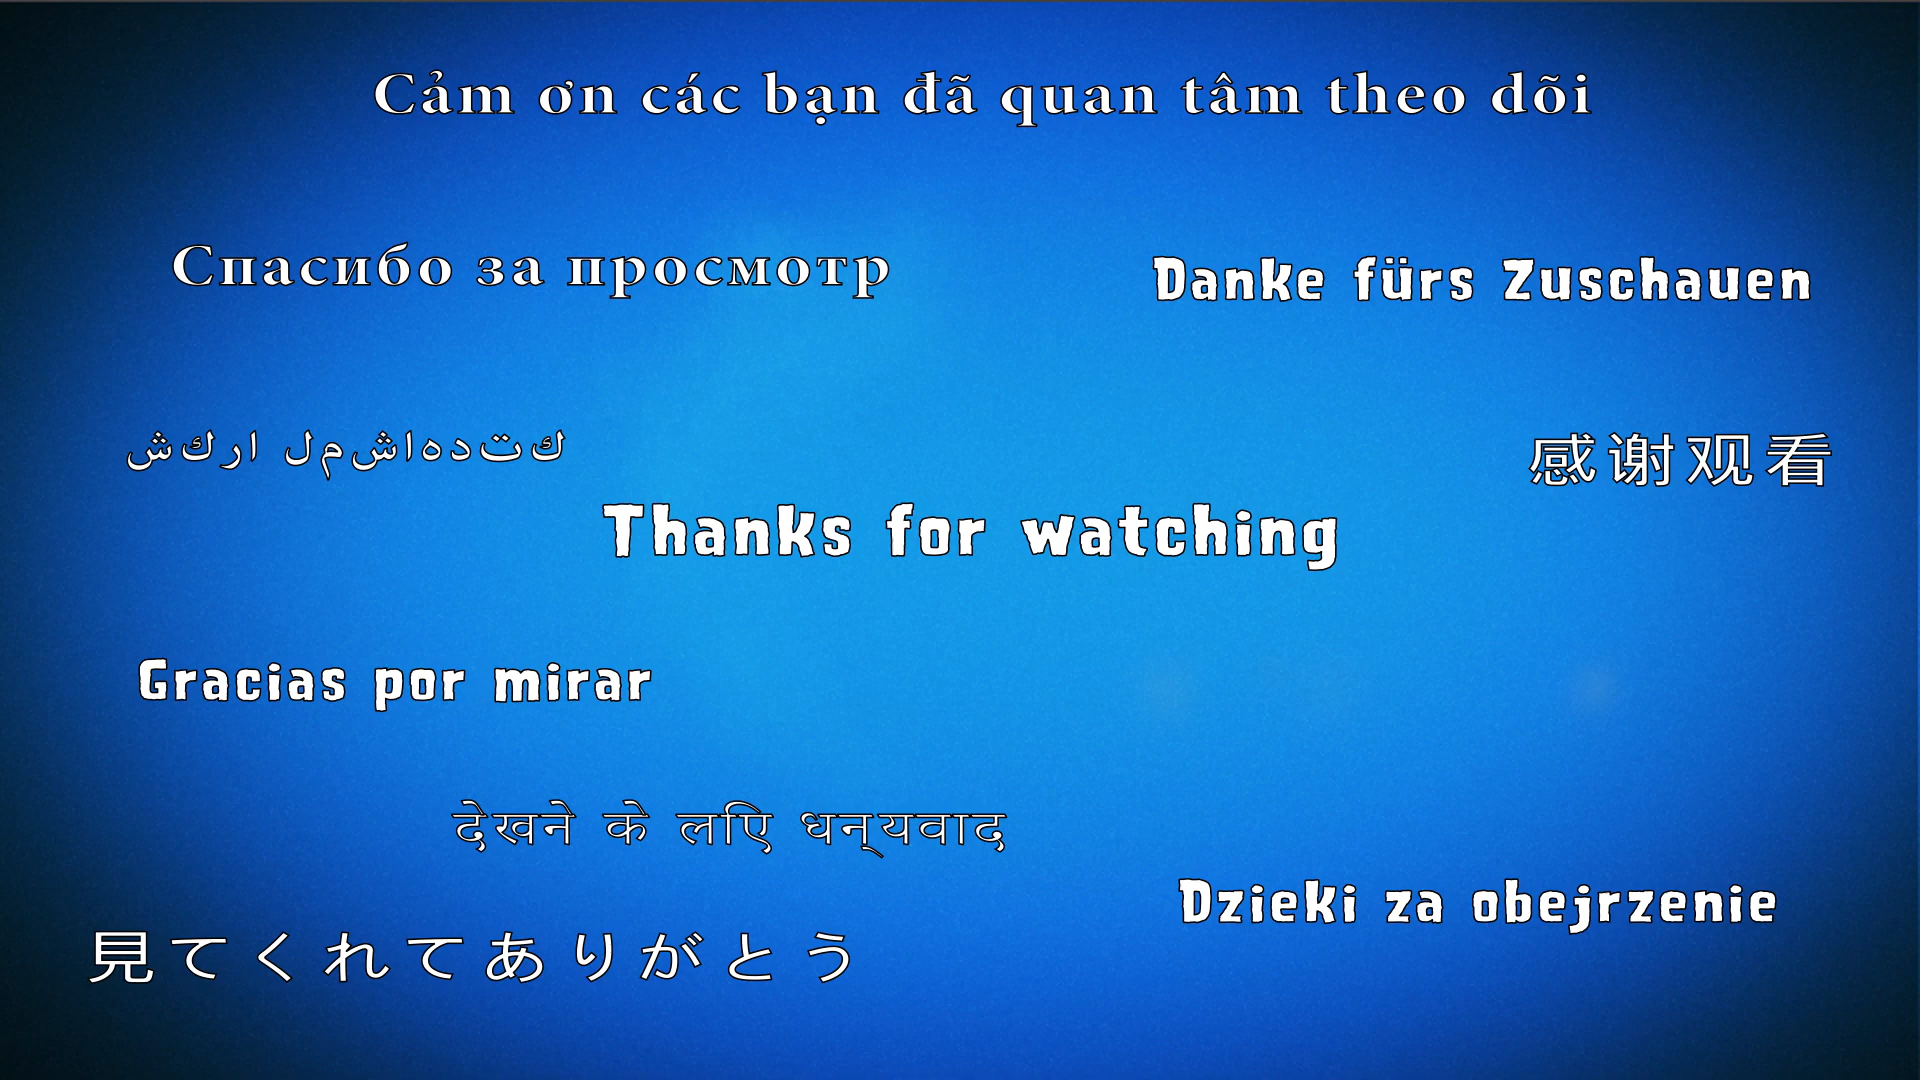 Cảm ơn các bạn đã quan tâm theo dõi
Спасибо за просмотр
Danke fürs Zuschauen
شكرا لمشاهدتك
感谢观看
Thanks for watching
Gracias por mirar
देखने के लिए धन्यवाद
Dzieki za obejrzenie
見てくれてありがとう